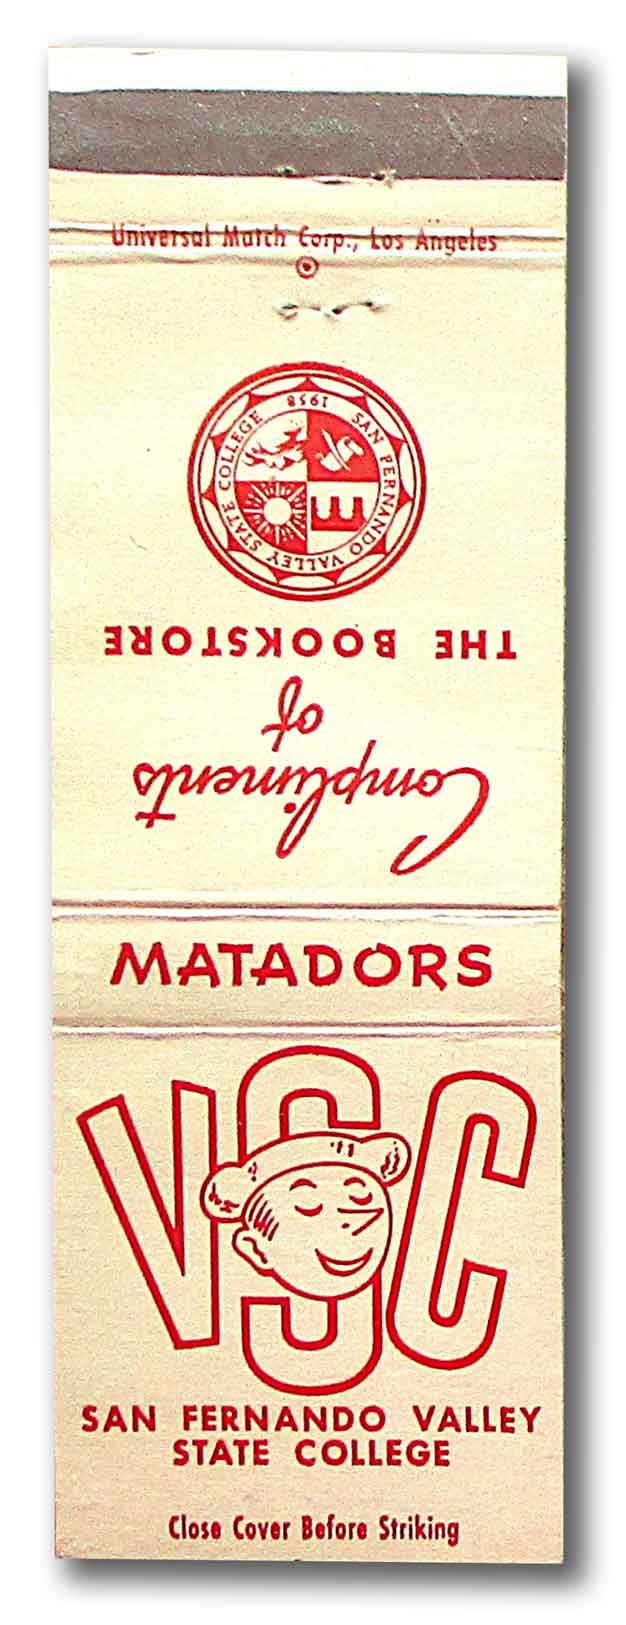 Universal Match Corp., Los Angeles
SAN FERNANDO VALLEY STATE COLLEGE
1958
Compliments
of
THE BOOKSTORE
MATADORS
VSC
SAN FERNANDO VALLEY
STATE COLLEGE
Close Cover Before Striking